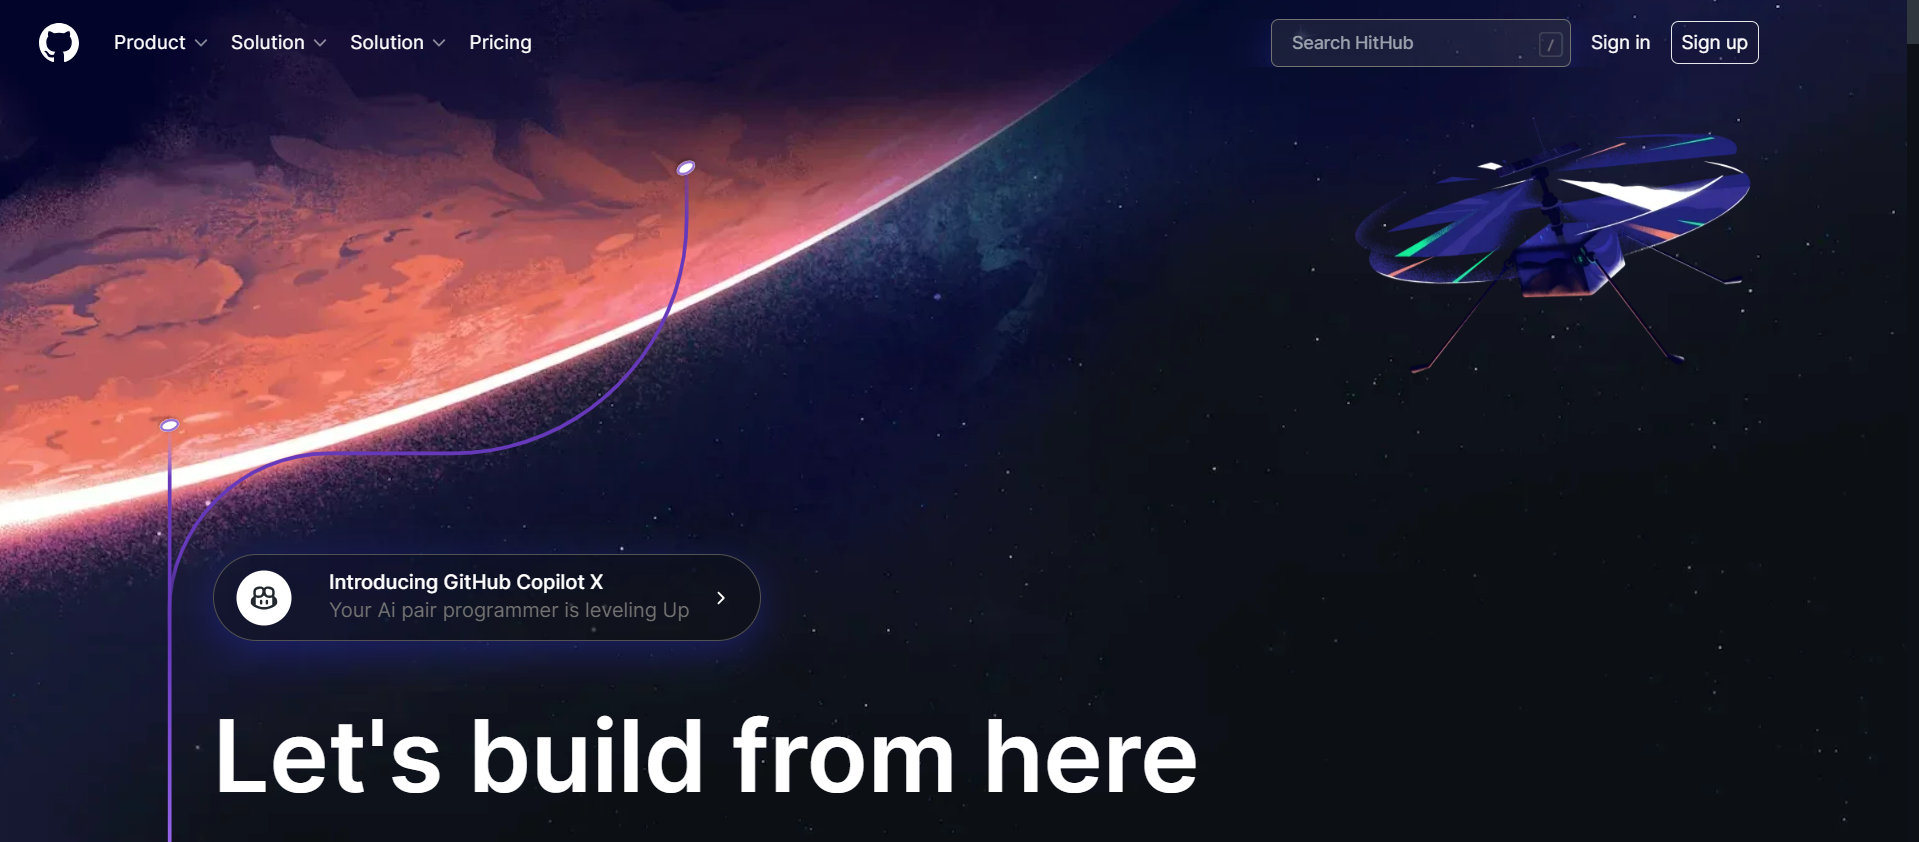 Product Solution Solution Pricing Search HitHub / Sign in Sign up
Introducing GitHub Copilot X
Your Ai pair programmer is leveling Up
Let's build from here